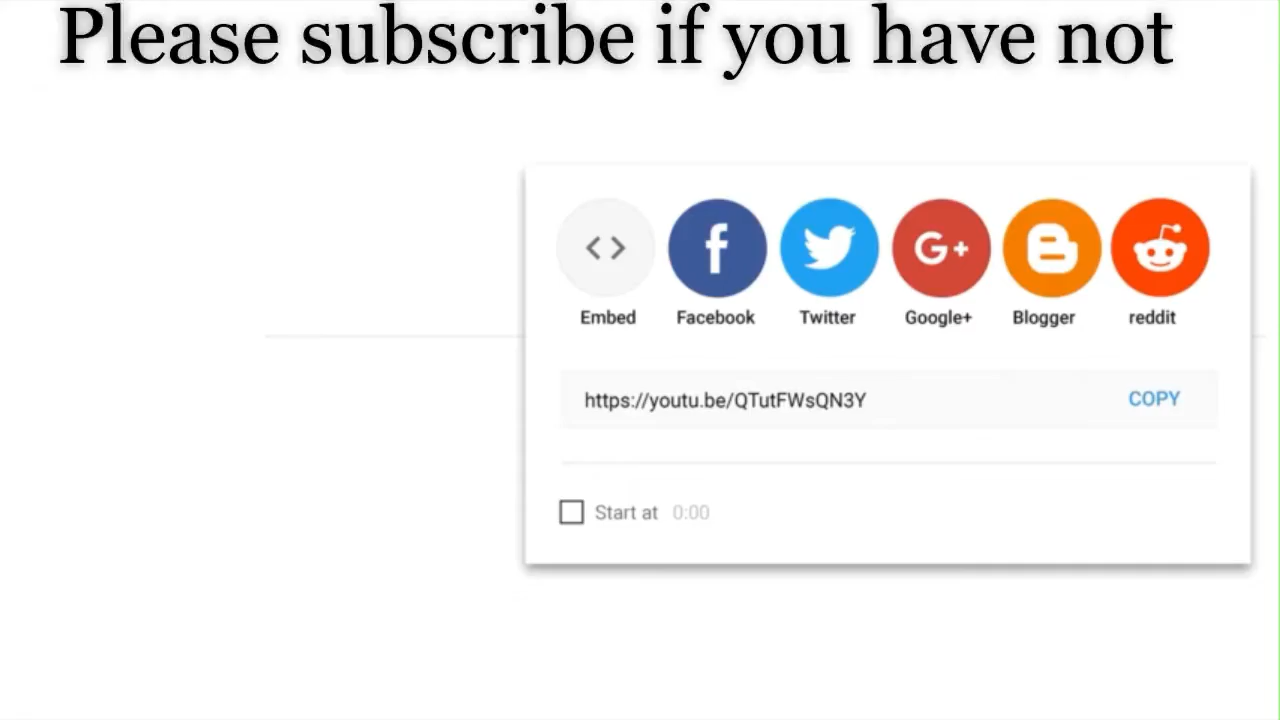 Please subscribe if you have not
Embed Facebook Twitter Google+ Blogger reddit
https://youtu.be/QTutFWsQN3Y COPY
Start at 0:00